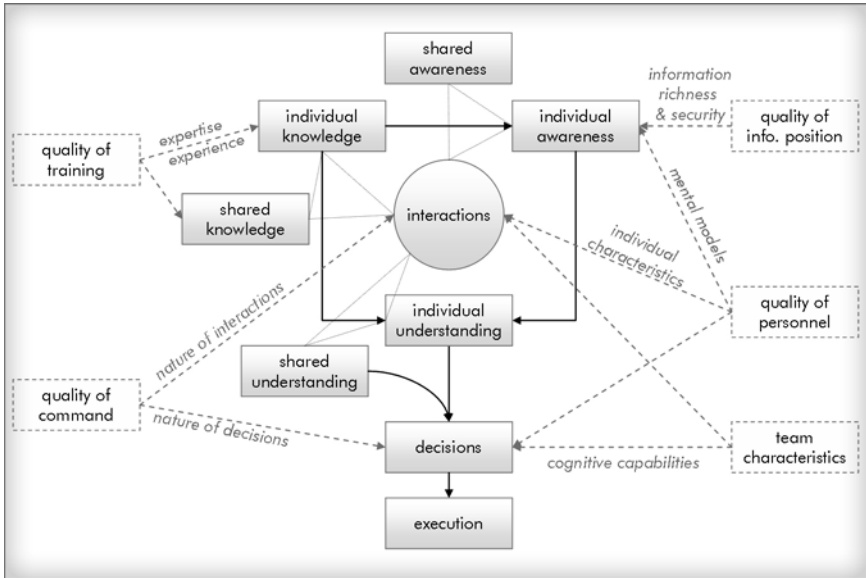 shared
awareness
information
richness
& security
individual
knowledge
individual
awareness
quality of
info. position
expertise
experience
quality of
training
shared
knowledge
interactions
mental models
individual
characteristics
nature of interactions
individual
understanding
quality of
personnel
shared
understanding
quality of
command
nature of decisions
decisions
cognitive capabilities
team
characteristics
execution